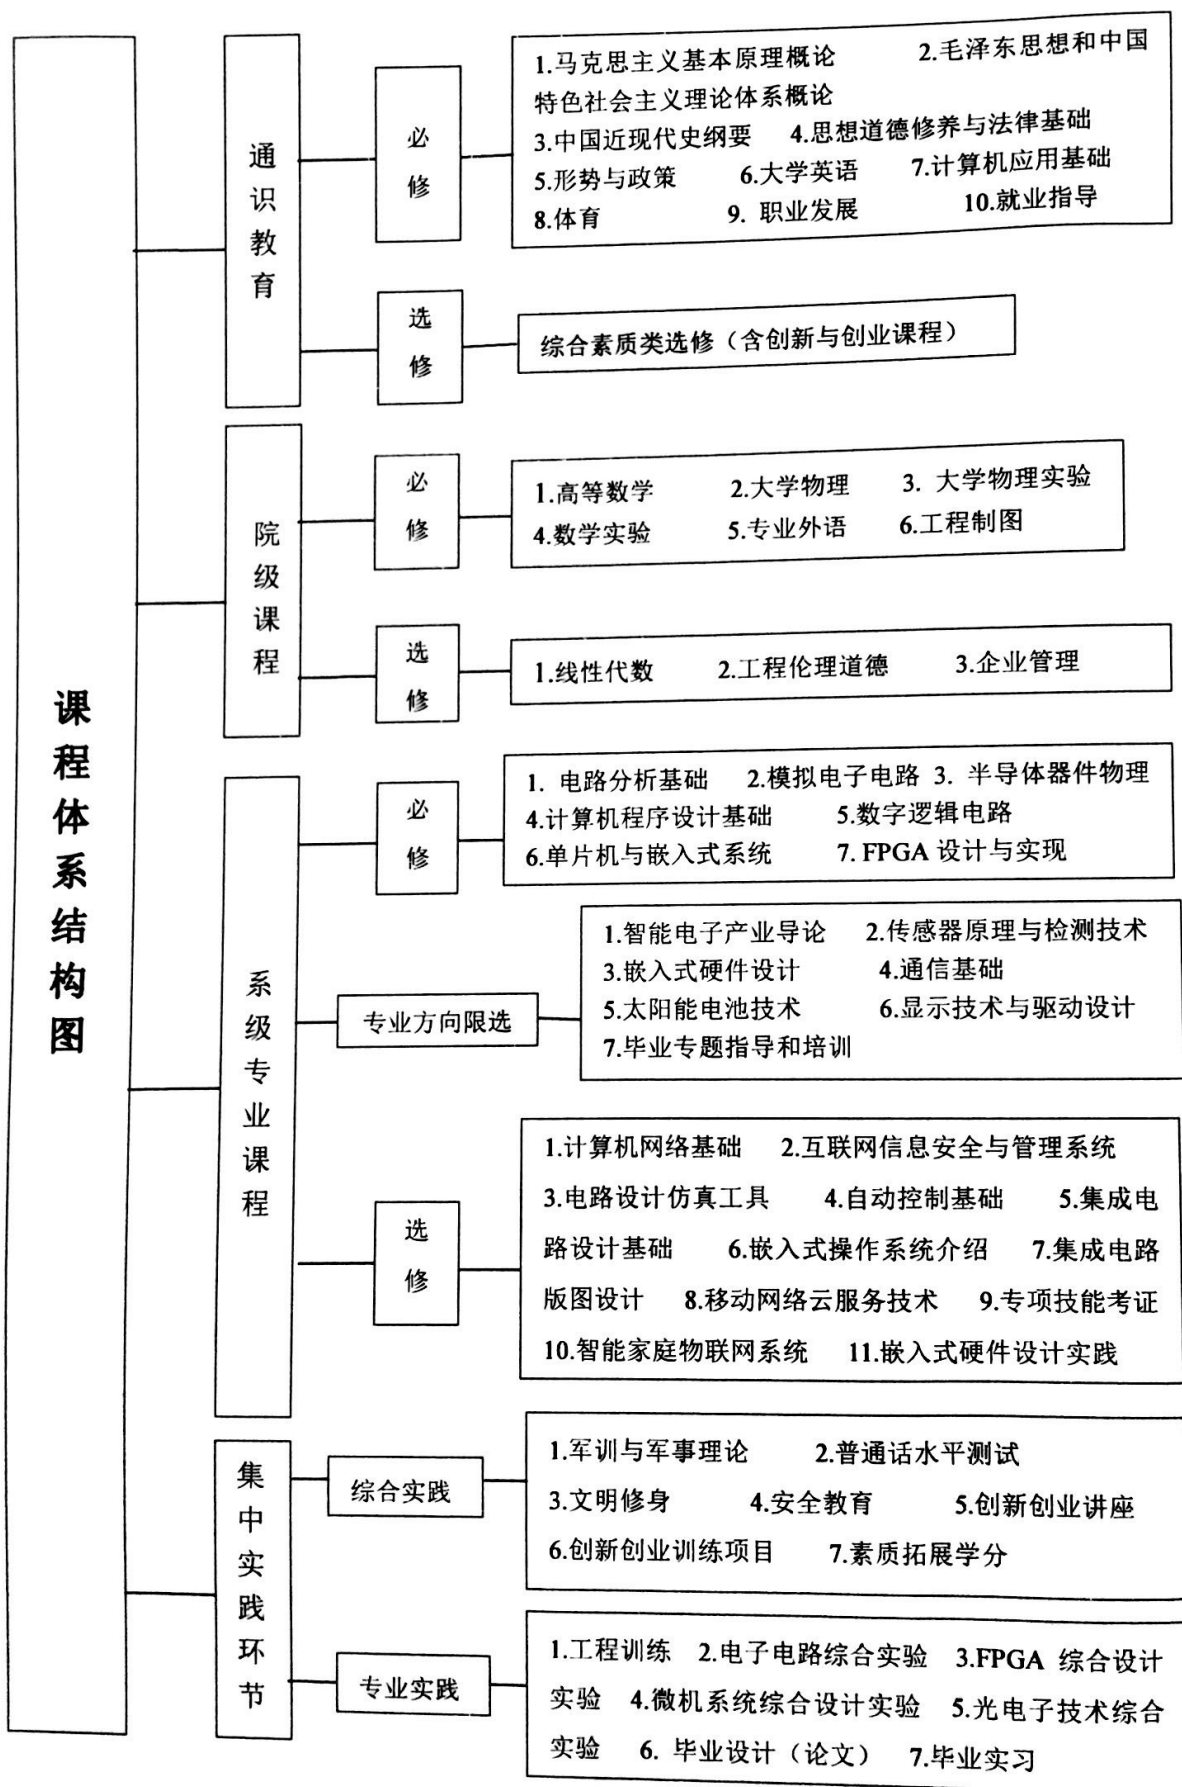 课程体系结构图
通识教育
必修
1.马克思主义基本原理概论 2.毛泽东思想和中国
特色社会主义理论体系概论
3.中国近现代史纲要 4.思想道德修养与法律基础
5.形势与政策 6.大学英语 7.计算机应用基础
8.体育 9. 职业发展 10.就业指导
选修
综合素质类选修（含创新与创业课程）
院级课程
必修
1.高等数学 2.大学物理 3. 大学物理实验
4.数学实验 5.专业外语 6.工程制图
选修
1.线性代数 2.工程伦理道德 3.企业管理
系级专业课程
必修
1. 电路分析基础 2.模拟电子电路 3. 半导体器件物理
4.计算机程序设计基础 5.数字逻辑电路
6.单片机与嵌入式系统 7. FPGA 设计与实现
专业方向限选
1.智能电子产业导论 2.传感器原理与检测技术
3.嵌入式硬件设计 4.通信基础
5.太阳能电池技术 6.显示技术与驱动设计
7.毕业专题指导和培训
选修
1.计算机网络基础 2.互联网信息安全与管理系统
3.电路设计仿真工具 4.自动控制基础 5.集成电
路设计基础 6.嵌入式操作系统介绍 7.集成电路
版图设计 8.移动网络云服务技术 9.专项技能考证
10.智能家庭物联网系统 11.嵌入式硬件设计实践
集中实践环节
综合实践
1.军训与军事理论 2.普通话水平测试
3.文明修身 4.安全教育 5.创新创业讲座
6.创新创业训练项目 7.素质拓展学分
专业实践
1.工程训练 2.电子电路综合实验 3.FPGA 综合设计
实验 4.微机系统综合设计实验 5.光电子技术综合
实验 6. 毕业设计（论文） 7.毕业实习